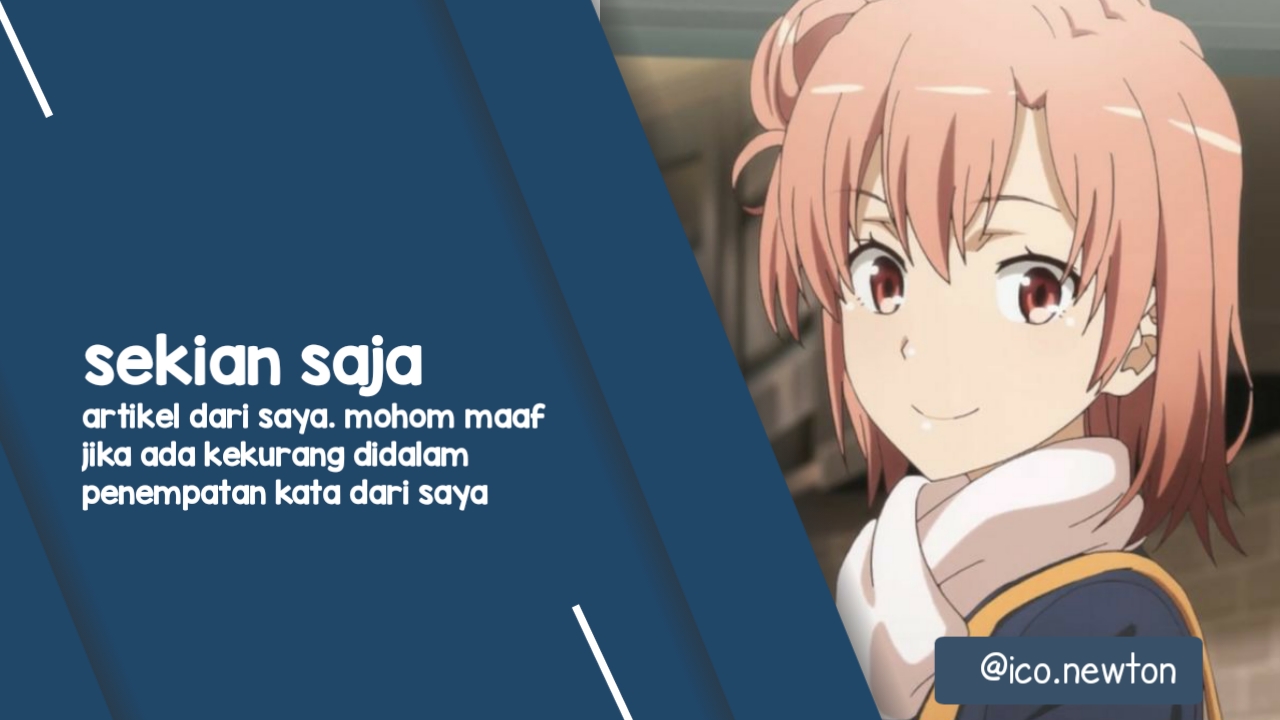 sekian saja
artikel dari saya. mohom maaf
jika ada kekurang didalam
penempatan kata dari saya
@ico.newton